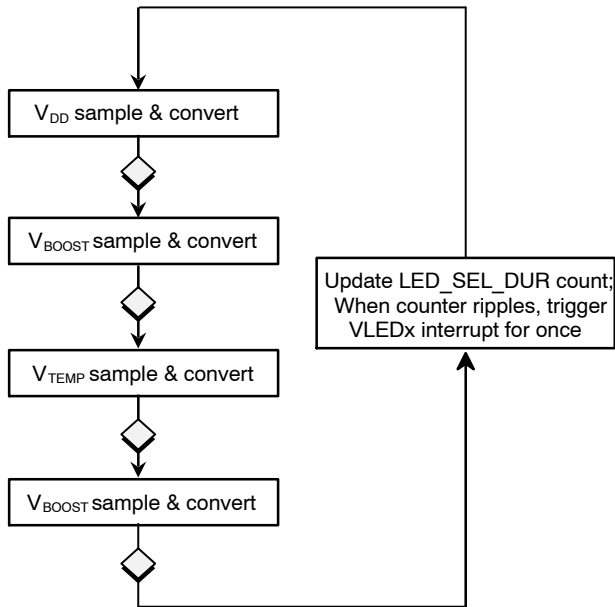 VDD sample & convert
VBOOST sample & convert
VTEMP sample & convert
VBOOST sample & convert
Update LED_SEL_DUR count;
When counter ripples, trigger
VLEDx interrupt for once